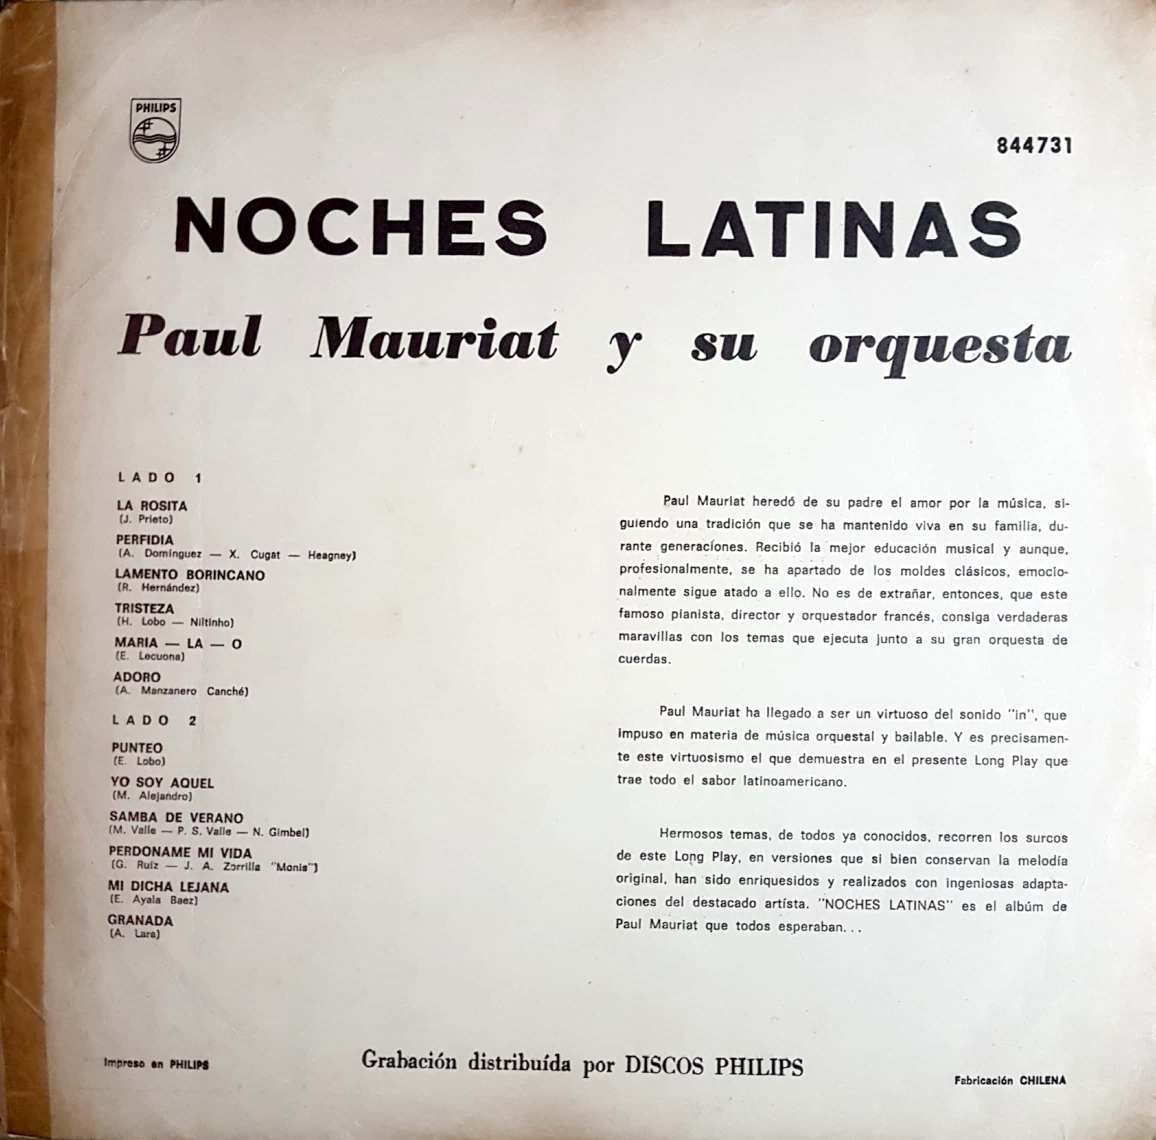 PHILIPS
844731
NOCHES LATINAS
Paul Mauriat y su orquesta
LADO 1
LA ROSITA
(J. Prieto)
PERFIDIA
(A. Domínguez — X. Cugat — Heagney)
LAMENTO BORINCANO
(R. Hernández)
TRISTEZA
(H. Lobo — Niltinho)
MARIA — LA — O
(E. Lecuona)
ADORO
(A. Manzanero Canché)
LADO 2
PUNTEO
(E. Lobo)
YO SOY AQUEL
(M. Alejandro)
SAMBA DE VERANO
(M. Valle — P. S. Valle — N. Gimbel)
PERDONAME MI VIDA
(G. Ruiz — J. A. Zorrilla "Monis")
MI DICHA LEJANA
(E. Ayala Baez)
GRANADA
(A. Lara)
Paul Mauriat heredó de su padre el amor por la música, si-
guiendo una tradición que se ha mantenido viva en su familia, du-
rante generaciones. Recibió la mejor educación musical y aunque,
profesionalmente, se ha apartado de los moldes clásicos, emocio-
nalmente sigue atado a ello. No es de extrañar, entonces, que este
famoso pianista, director y orquestador francés, consiga verdaderas
maravillas con los temas que ejecuta junto a su gran orquesta de
cuerdas.
Paul Mauriat ha llegado a ser un virtuoso del sonido "in", que
impuso en materia de música orquestal y bailable. Y es precisamen-
te este virtuosismo el que demuestra en el presente Long Play que
trae todo el sabor latinoamericano.
Hermosos temas, de todos ya conocidos, recorren los surcos
de este Long Play, en versiones que si bien conservan la melodía
original, han sido enriquesidos y realizados con ingeniosas adapta-
ciones del destacado artísta. "NOCHES LATINAS" es el albúm de
Paul Mauriat que todos esperaban...
Impreso en PHILIPS
Grabación distribuída por DISCOS PHILIPS
Fabricación CHILENA